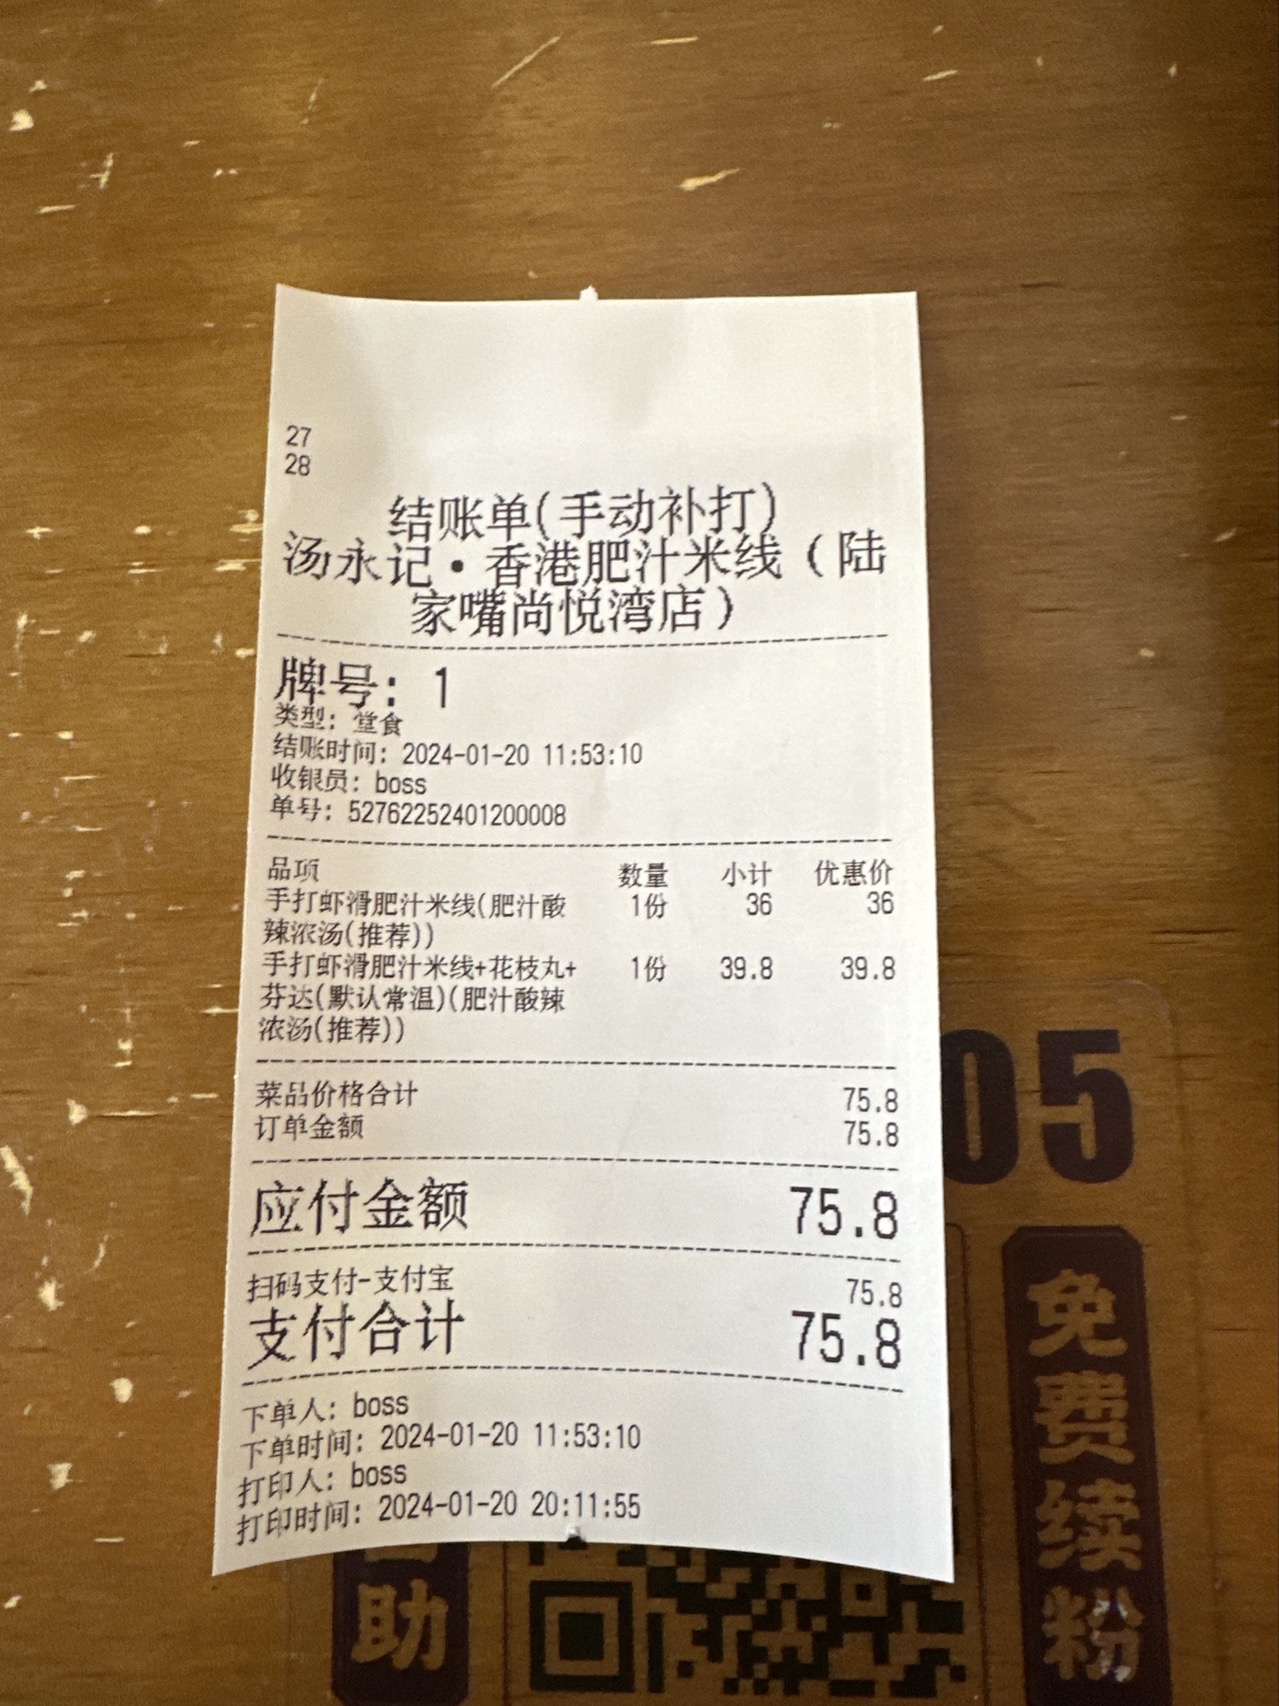 27
28
结账单(手动补打)
汤永记·香港肥汁米线(陆
家嘴尚悦湾店)
牌号: 1
类型: 堂食
结账时间: 2024-01-20 11:53:10
收银员: boss
单号: 52762252401200008
品项 数量 小计 优惠价
手打虾滑肥汁米线(肥汁酸 1份 36 36
辣浓汤(推荐))
手打虾滑肥汁米线+花枝丸+ 1份 39.8 39.8
芬达(默认常温)(肥汁酸辣
浓汤(推荐))
菜品价格合计 75.8
订单金额 75.8
应付金额 75.8
扫码支付-支付宝 75.8
支付合计 75.8
下单人: boss
下单时间: 2024-01-20 11:53:10
打印人: boss
打印时间: 2024-01-20 20:11:55
05
免费续粉
助